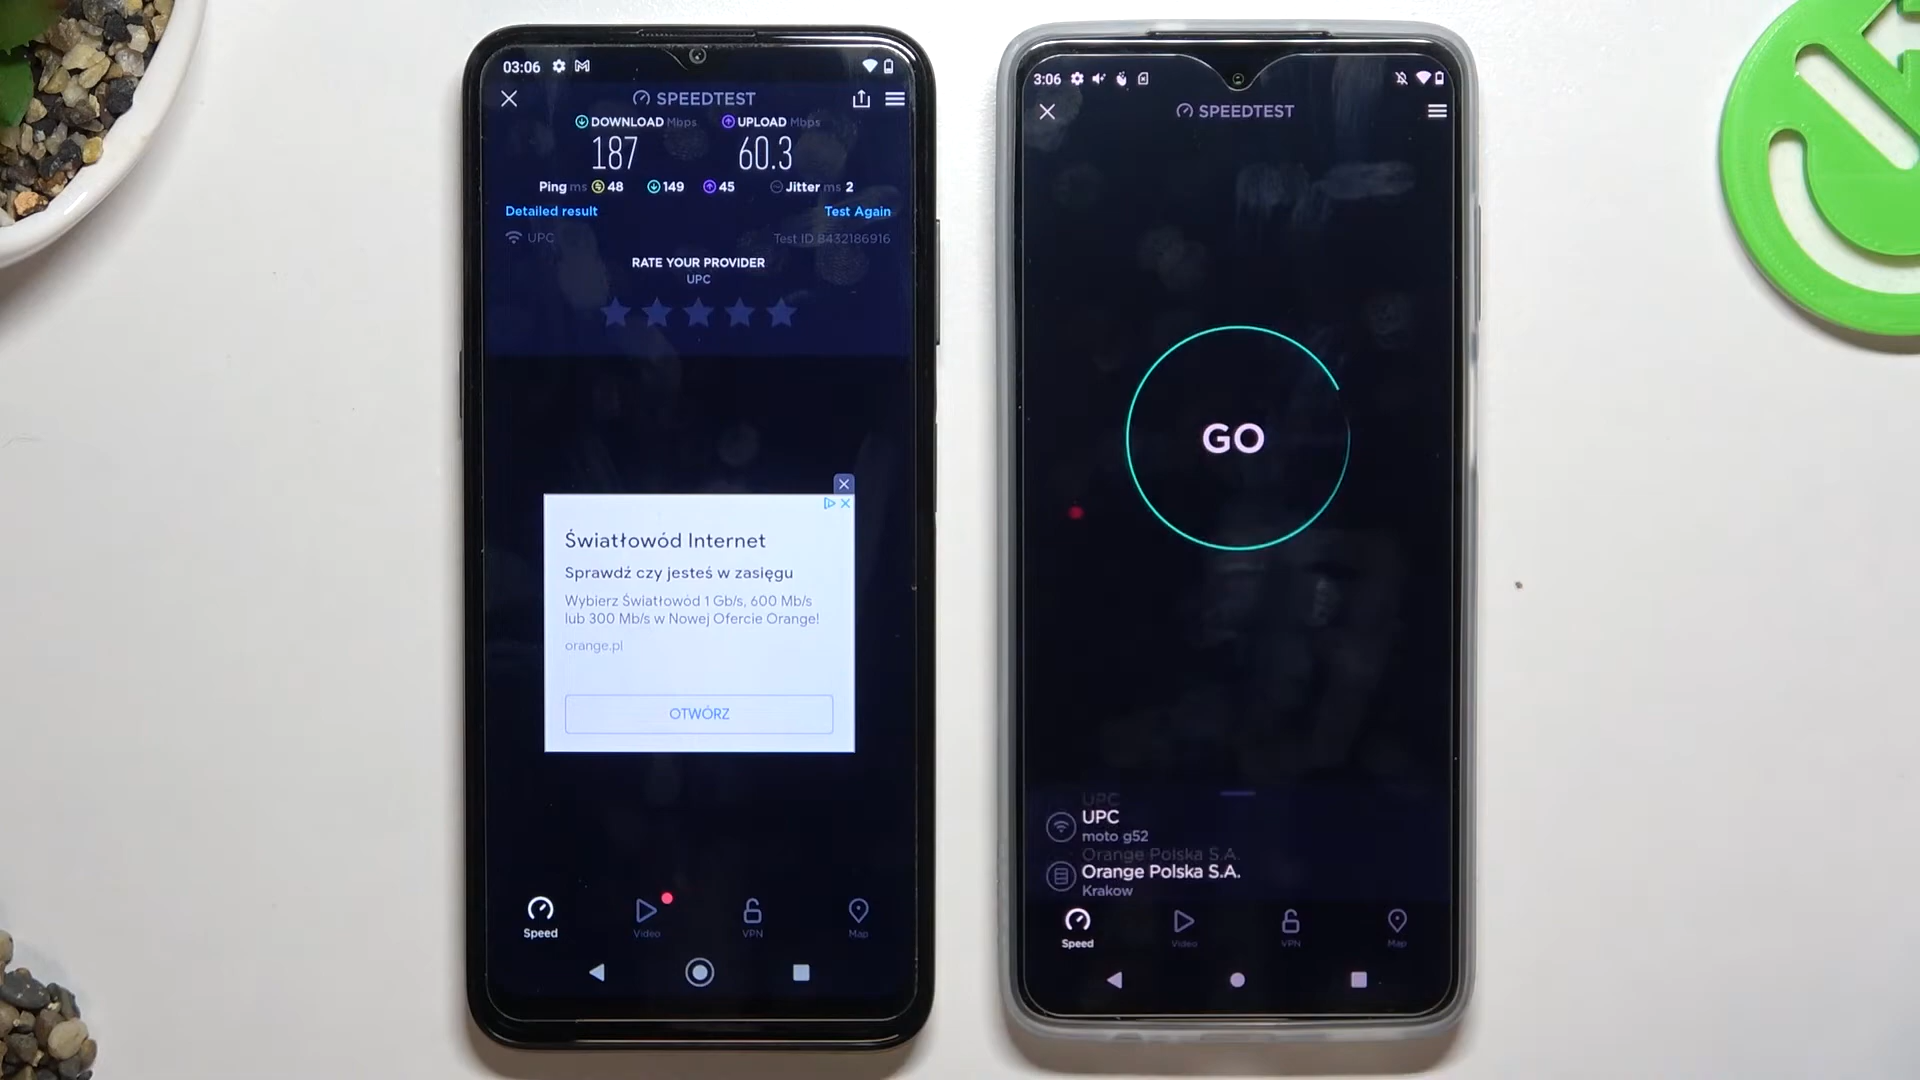 03:06
SPEEDTEST
DOWNLOAD Mbps UPLOAD Mbps
187 60.3
Ping ms 48 149 45 Jitter ms 2
Detailed result Test Again
UPC Test ID 8432186916
RATE YOUR PROVIDER
UPC
Światłowód Internet
Sprawdź czy jesteś w zasięgu
Wybierz Światłowód 1 Gb/s, 600 Mb/s
lub 300 Mb/s w Nowej Ofercie Orange!
orange.pl
OTWÓRZ
Speed Video VPN Map
3:06
SPEEDTEST
GO
UPC
UPC
moto g52
Orange Polska S.A.
Orange Polska S.A.
Krakow
Speed Video VPN Map